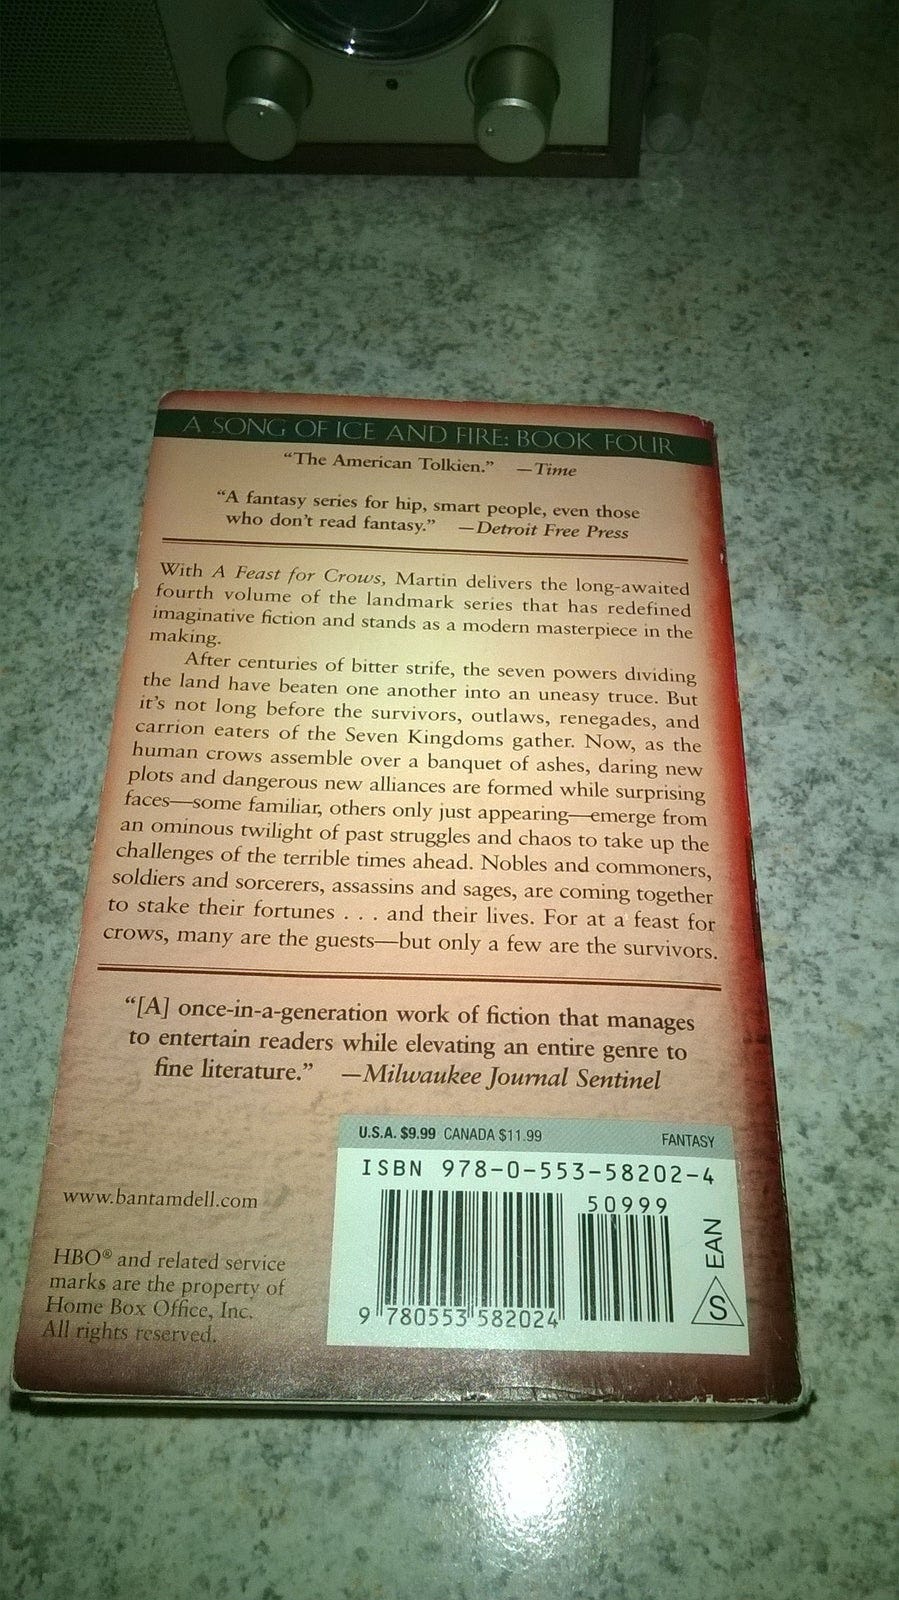 A SONG OF ICE AND FIRE: BOOK FOUR
“The American Tolkien.” —Time
“A fantasy series for hip, smart people, even those
who don’t read fantasy.” —Detroit Free Press
With A Feast for Crows, Martin delivers the long-awaited
fourth volume of the landmark series that has redefined
imaginative fiction and stands as a modern masterpiece in the
making.
After centuries of bitter strife, the seven powers dividing
the land have beaten one another into an uneasy truce. But
it’s not long before the survivors, outlaws, renegades, and
carrion eaters of the Seven Kingdoms gather. Now, as the
human crows assemble over a banquet of ashes, daring new
plots and dangerous new alliances are formed while surprising
faces—some familiar, others only just appearing—emerge from
an ominous twilight of past struggles and chaos to take up the
challenges of the terrible times ahead. Nobles and commoners,
soldiers and sorcerers, assassins and sages, are coming together
to stake their fortunes . . . and their lives. For at a feast for
crows, many are the guests—but only a few are the survivors.
“[A] once-in-a-generation work of fiction that manages
to entertain readers while elevating an entire genre to
fine literature.” —Milwaukee Journal Sentinel
U.S.A. $9.99 CANADA $11.99 FANTASY
ISBN 978-0-553-58202-4
50999
EAN
S
9 780553 582024
www.bantamdell.com
HBO® and related service
marks are the property of
Home Box Office, Inc.
All rights reserved.